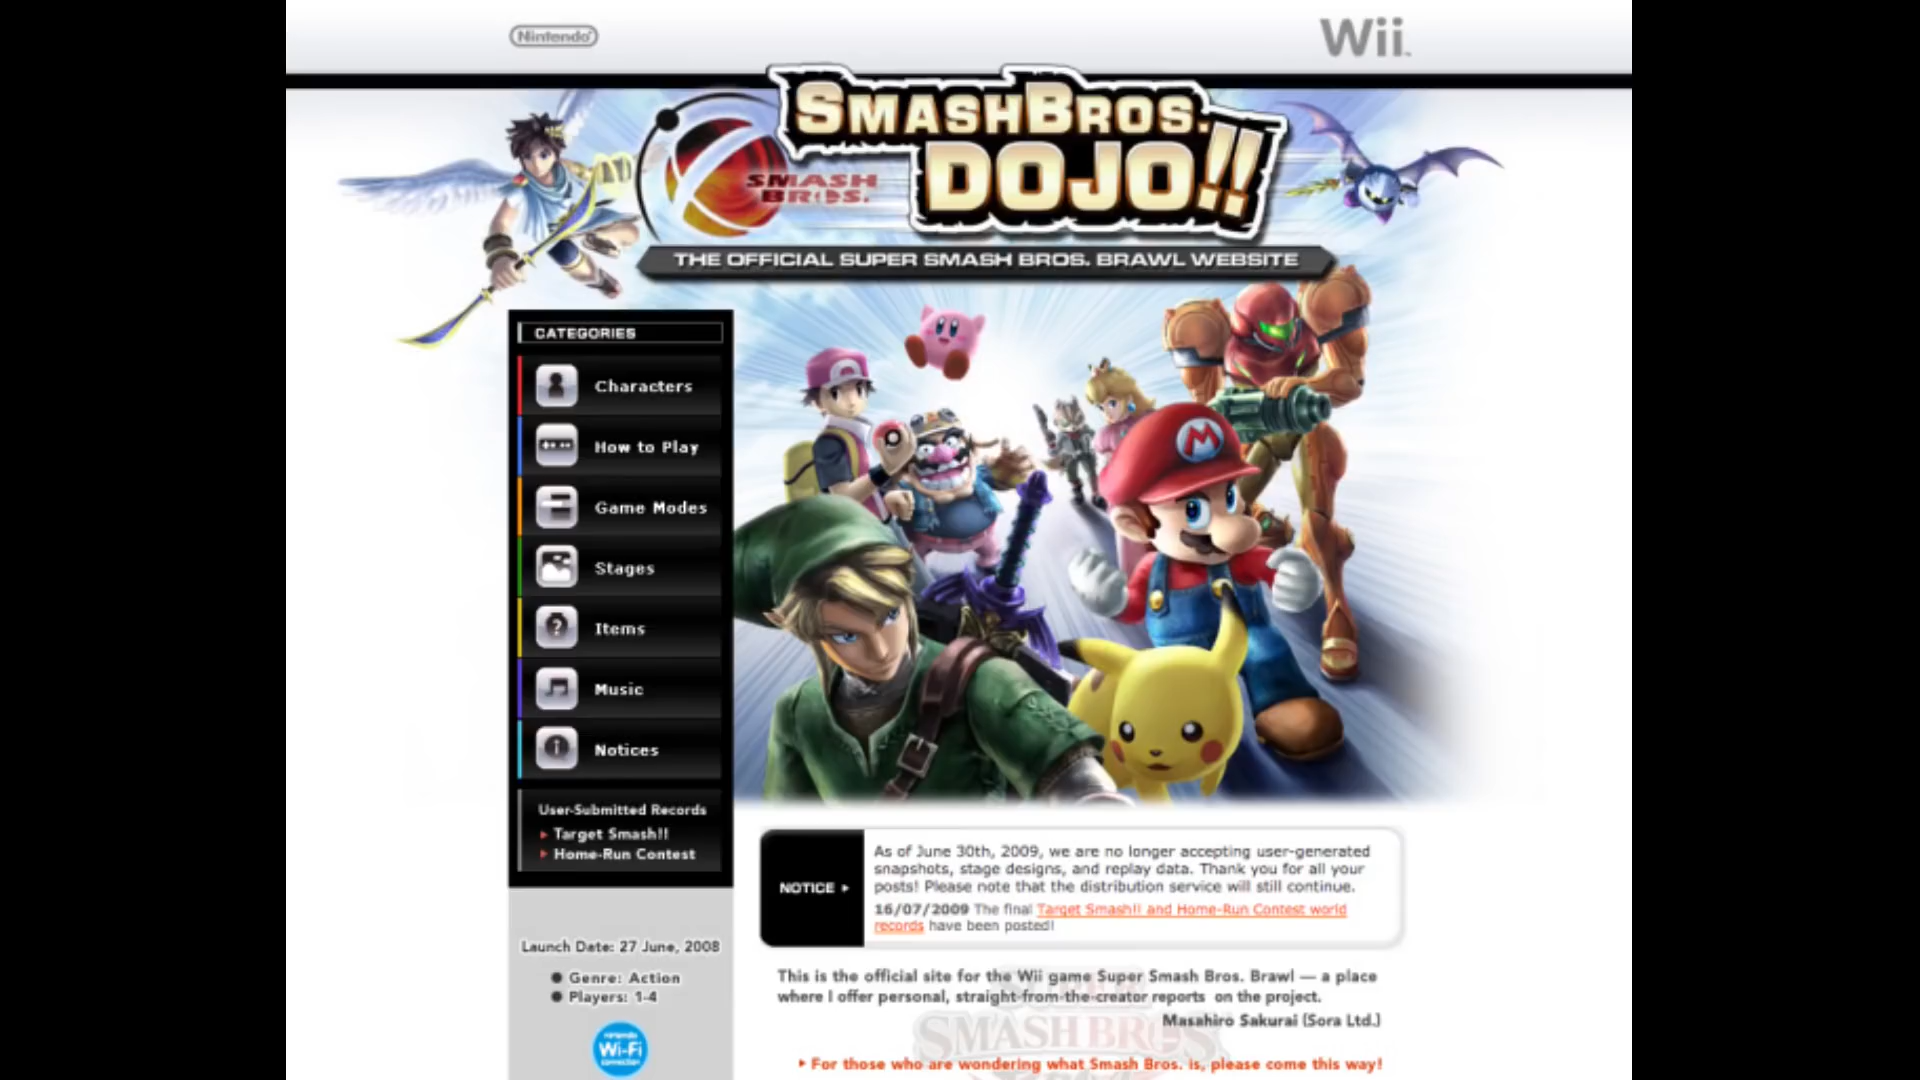 Nintendo
Wii
SMASHBROS.
DOJO!!
SMASH
BROS.
THE OFFICIAL SUPER SMASH BROS. BRAWL WEBSITE
CATEGORIES
Characters
How to Play
Game Modes
Stages
Items
Music
Notices
User-Submitted Records
Target Smash!!
Home-Run Contest
Launch Date: 27 June, 2008
Genre: Action
Players: 1-4
Nintendo
Wi-Fi
connection
NOTICE
As of June 30th, 2009, we are no longer accepting user-generated
snapshots, stage designs, and replay data. Thank you for all your
posts! Please note that the distribution service will still continue.
16/07/2009 The final Target Smash!! and Home-Run Contest world
records have been posted!
This is the official site for the Wii game Super Smash Bros. Brawl — a place
where I offer personal, straight-from-the-creator reports on the project.
Masahiro Sakurai (Sora Ltd.)
SUPER
SMASH BROS
For those who are wondering what Smash Bros. is, please come this way!